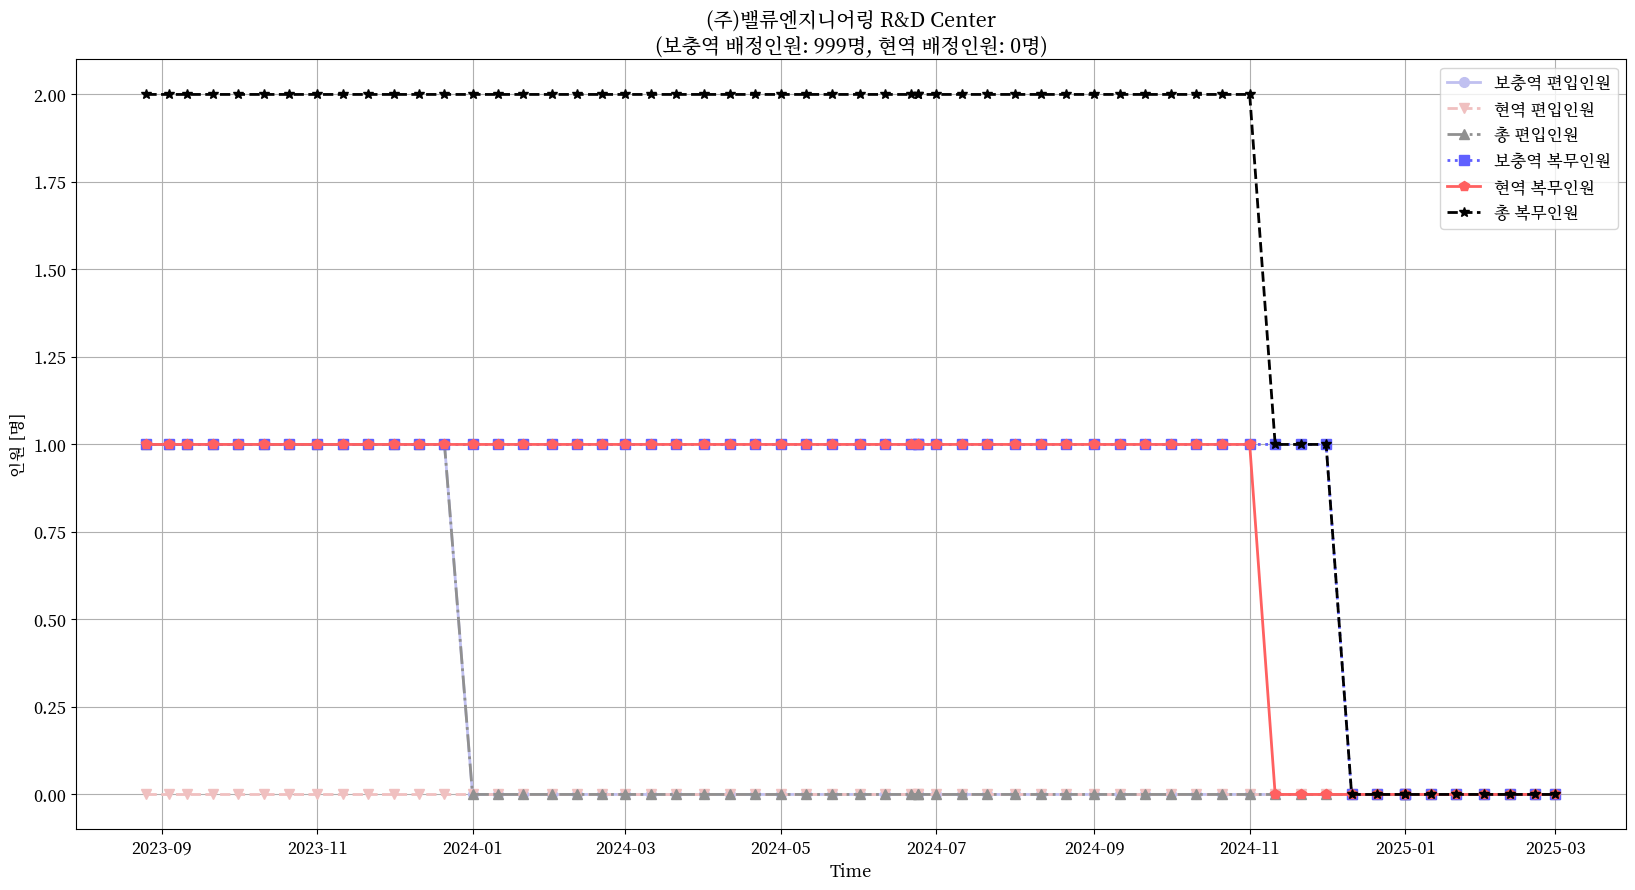 (주)밸류엔지니어링 R&D Center
(보충역 배정인원: 999명, 현역 배정인원: 0명)
보충역 편입인원
현역 편입인원
총 편입인원
보충역 복무인원
현역 복무인원
총 복무인원
인원 [명]
2.00
1.75
1.50
1.25
1.00
0.75
0.50
0.25
0.00
2023-09
2023-11
2024-01
2024-03
2024-05
2024-07
2024-09
2024-11
2025-01
2025-03
Time